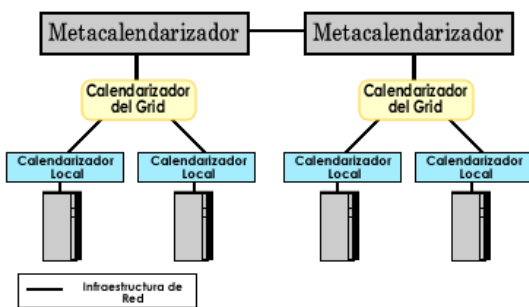 Metacalendarizador Metacalendarizador
Calendarizador
del Grid
Calendarizador
del Grid
Calendarizador
Local
Calendarizador
Local
Calendarizador
Local
Calendarizador
Local
Infraestructura de
Red